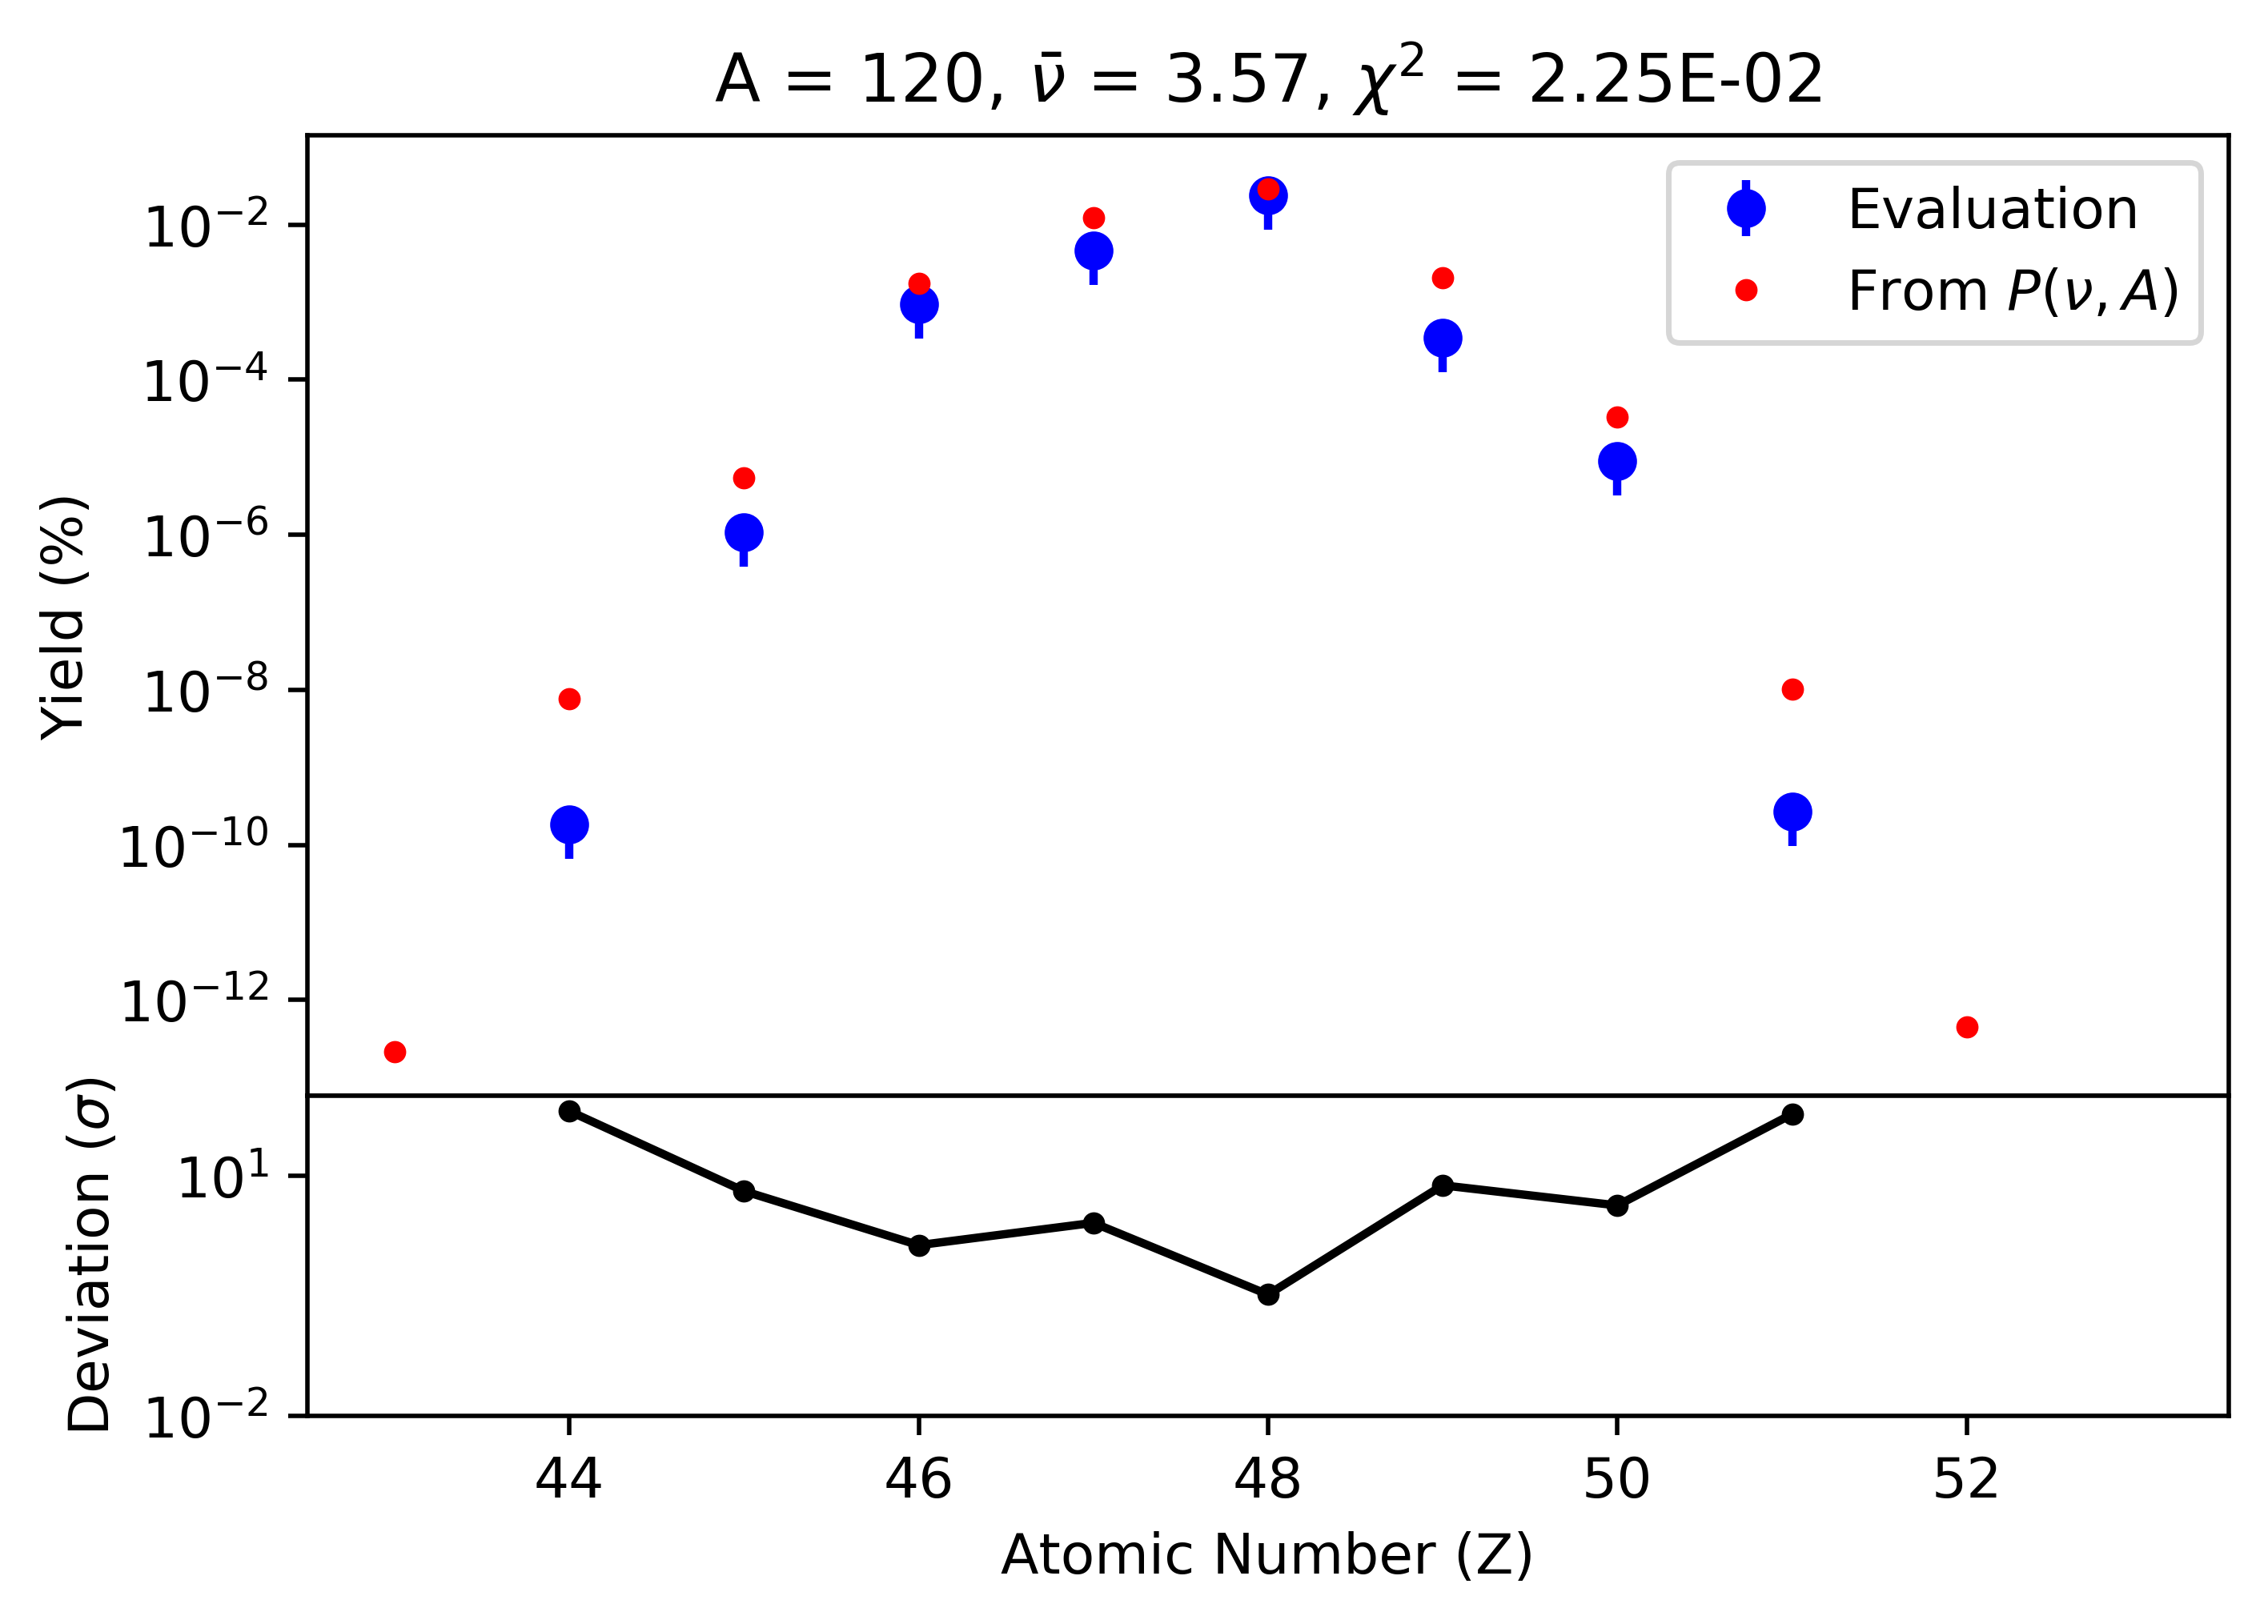 A = 120, ν̄ = 3.57, χ² = 2.25E-02
Evaluation
From P(ν, A)
Yield (%)
10⁻²
10⁻⁴
10⁻⁶
10⁻⁸
10⁻¹⁰
10⁻¹²
Deviation (σ)
10¹
10⁻²
44 46 48 50 52
Atomic Number (Z)